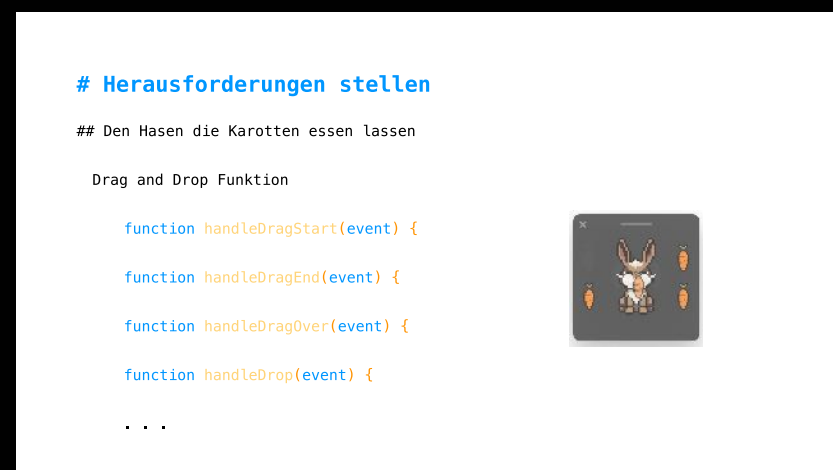 # Herausforderungen stellen
## Den Hasen die Karotten essen lassen
Drag and Drop Funktion
function handleDragStart(event) {
function handleDragEnd(event) {
function handleDragOver(event) {
function handleDrop(event) {
. . .